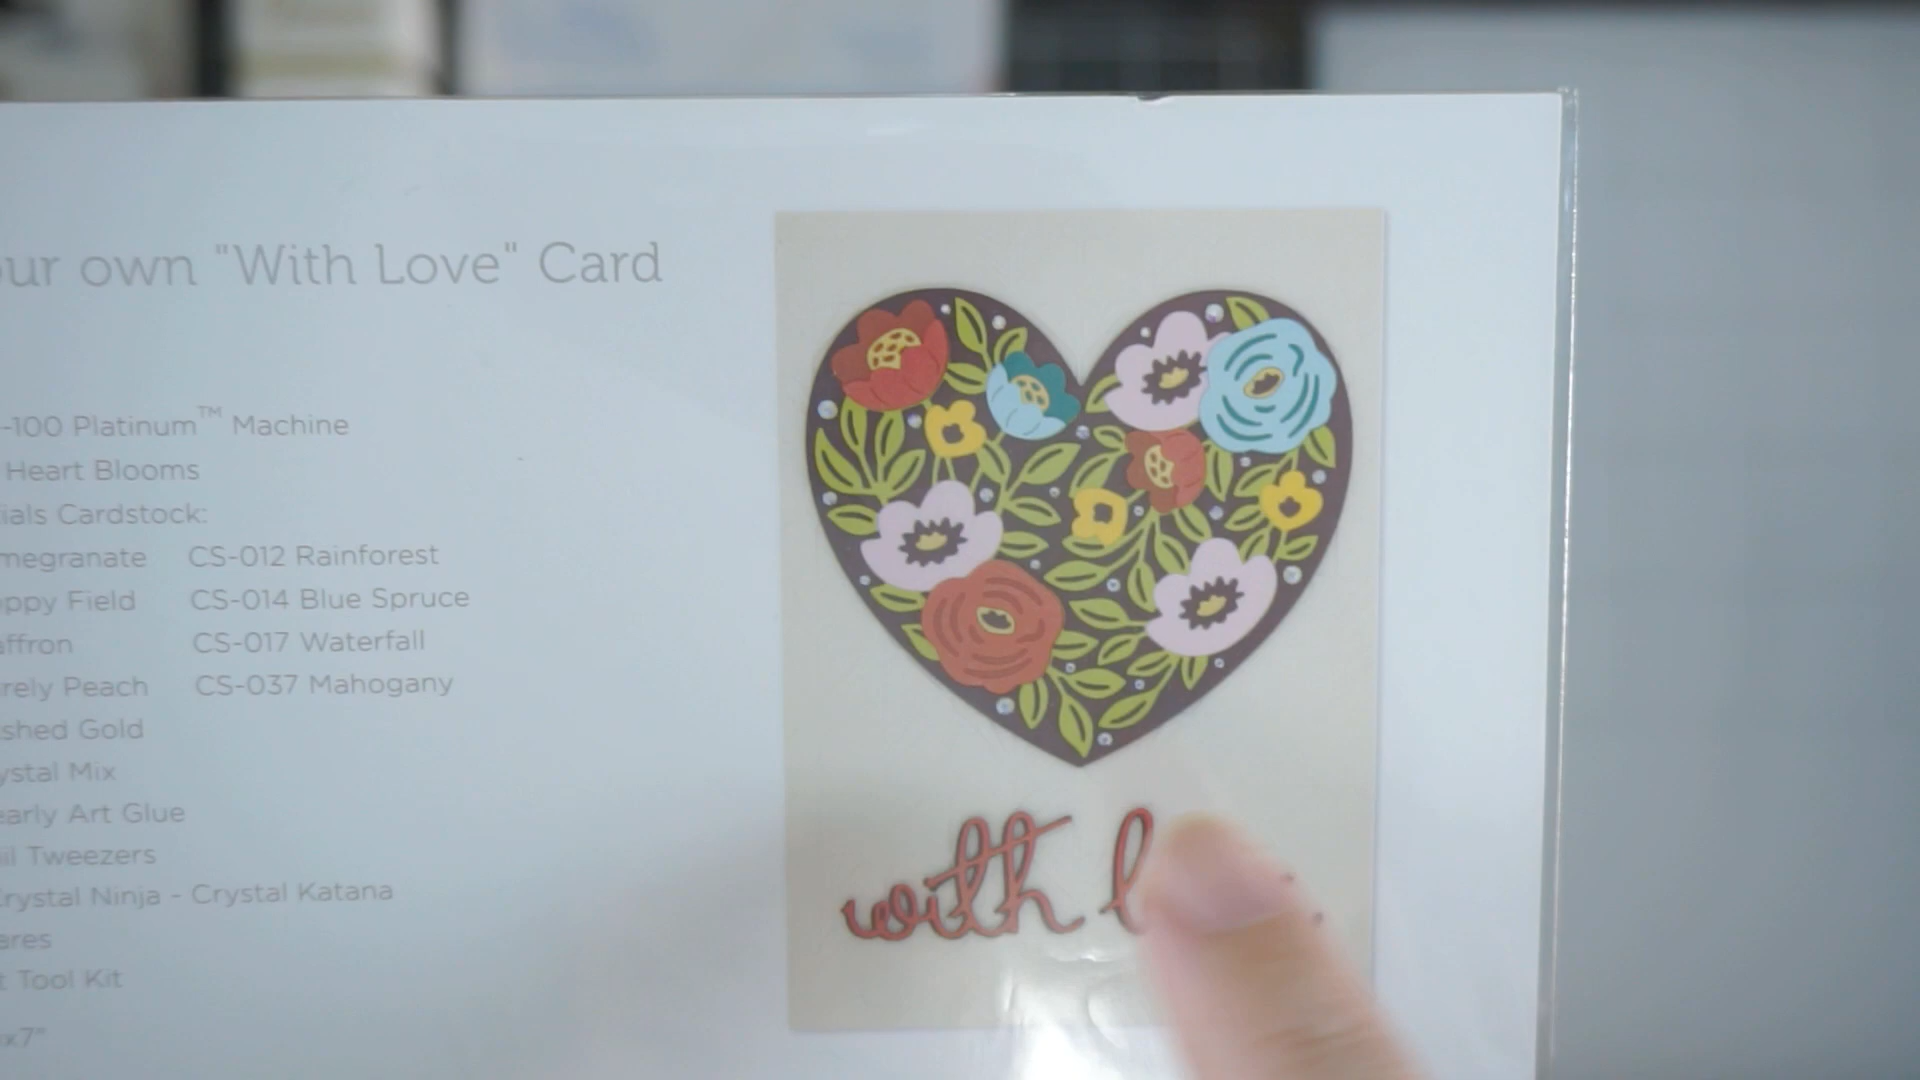 our own "With Love" Card
-100 Platinum™ Machine
Heart Blooms
ials Cardstock:
megranate CS-012 Rainforest
oppy Field CS-014 Blue Spruce
affron CS-017 Waterfall
rely Peach CS-037 Mahogany
shed Gold
ystal Mix
early Art Glue
il Tweezers
Crystal Ninja - Crystal Katana
ares
t Tool Kit
x7"
with l